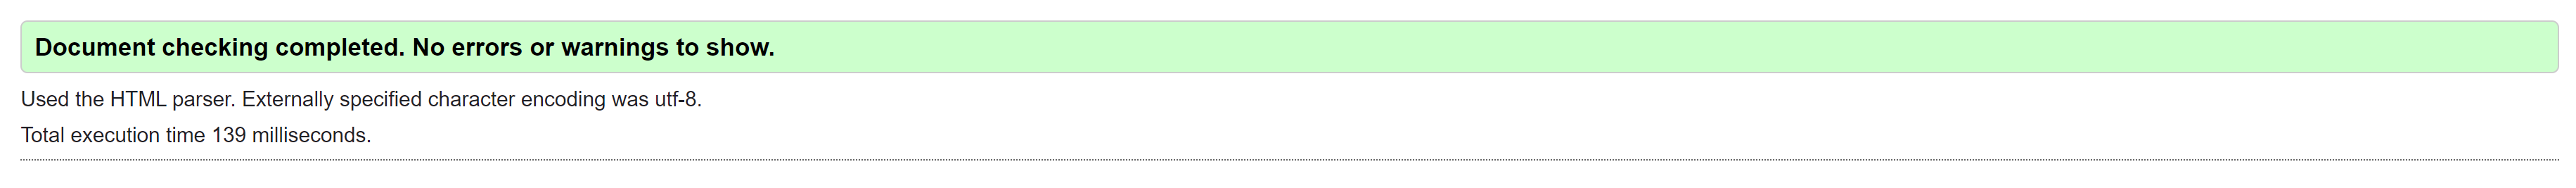 Document checking completed. No errors or warnings to show.
Used the HTML parser. Externally specified character encoding was utf-8.
Total execution time 139 milliseconds.